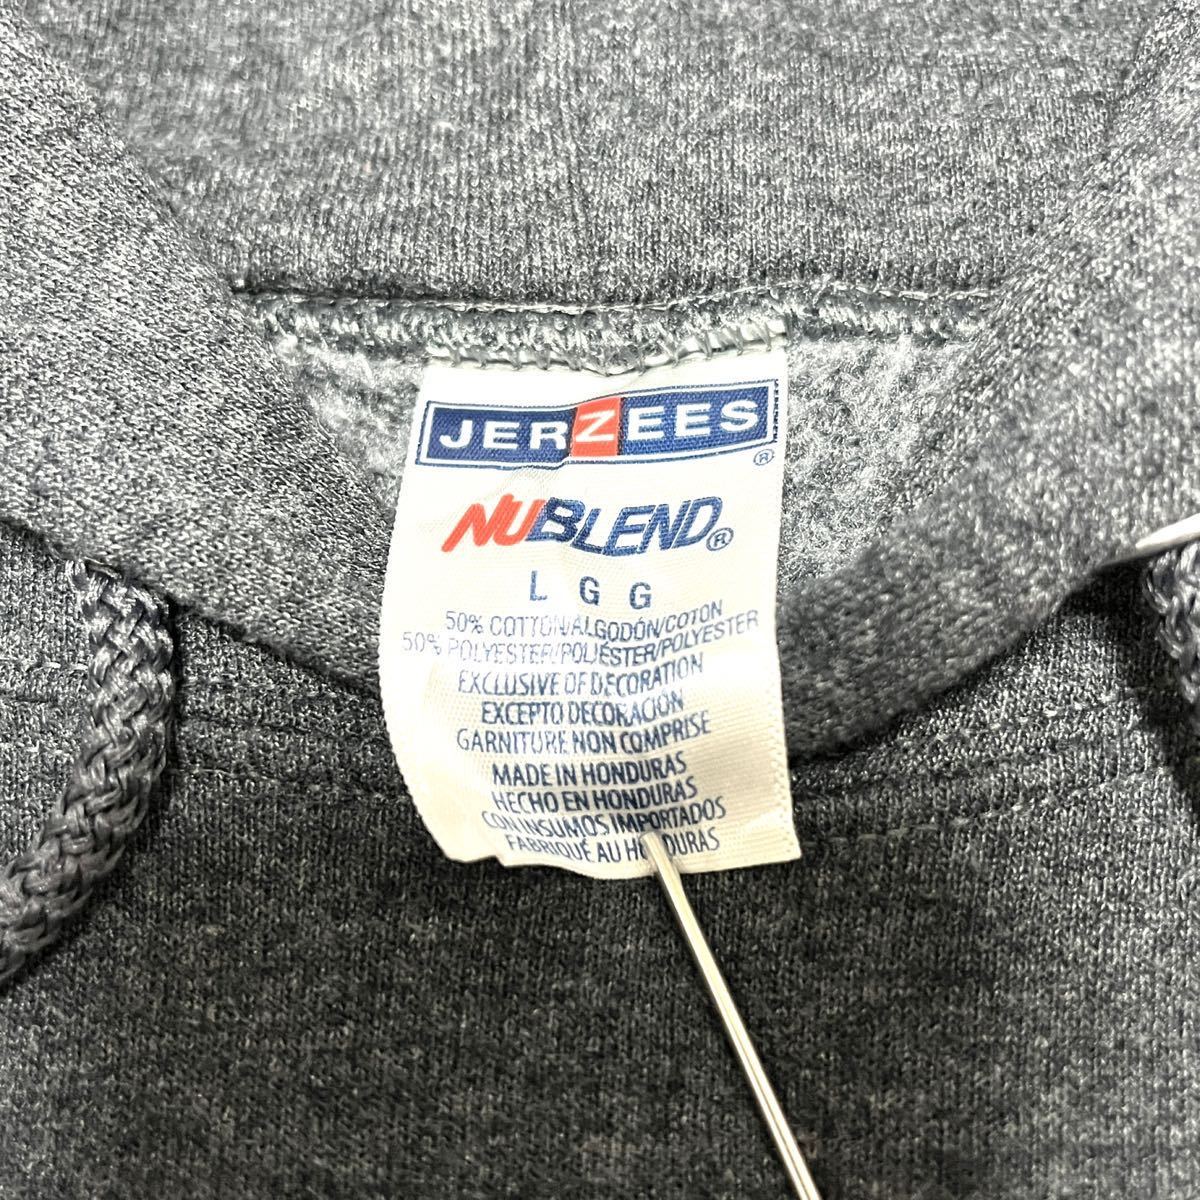 JERZEES®
NUBLEND®
L G G
50% COTTON/ALGODÓN/COTON
50% POLYESTER/POLIÉSTER/POLYESTER
EXCLUSIVE OF DECORATION
EXCEPTO DECORACIÓN
GARNITURE NON COMPRISE
MADE IN HONDURAS
HECHO EN HONDURAS
CON INSUMOS IMPORTADOS
FABRIQUÉ AU HONDURAS